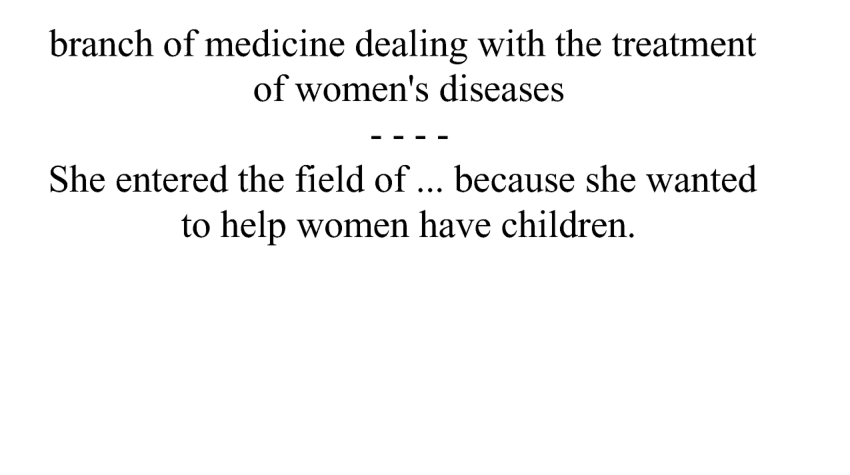 branch of medicine dealing with the treatment
of women's diseases
- - - -
She entered the field of ... because she wanted
to help women have children.